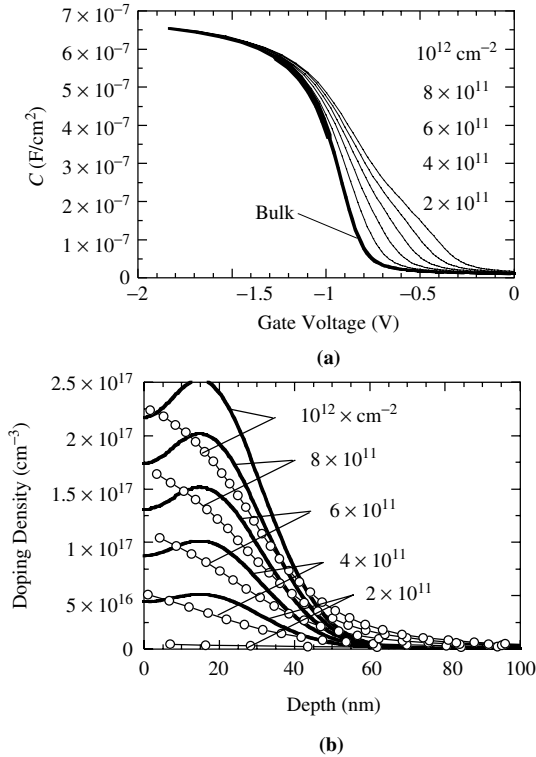 7 × 10⁻⁷
6 × 10⁻⁷
5 × 10⁻⁷
4 × 10⁻⁷
3 × 10⁻⁷
2 × 10⁻⁷
1 × 10⁻⁷
0
C (F/cm²)
10¹² cm⁻²
8 × 10¹¹
6 × 10¹¹
4 × 10¹¹
2 × 10¹¹
Bulk
−2
−1.5
−1
−0.5
0
Gate Voltage (V)
(a)
2.5 × 10¹⁷
2 × 10¹⁷
1.5 × 10¹⁷
1 × 10¹⁷
5 × 10¹⁶
0
Doping Density (cm⁻³)
10¹² × cm⁻²
8 × 10¹¹
6 × 10¹¹
4 × 10¹¹
2 × 10¹¹
0
20
40
60
80
100
Depth (nm)
(b)